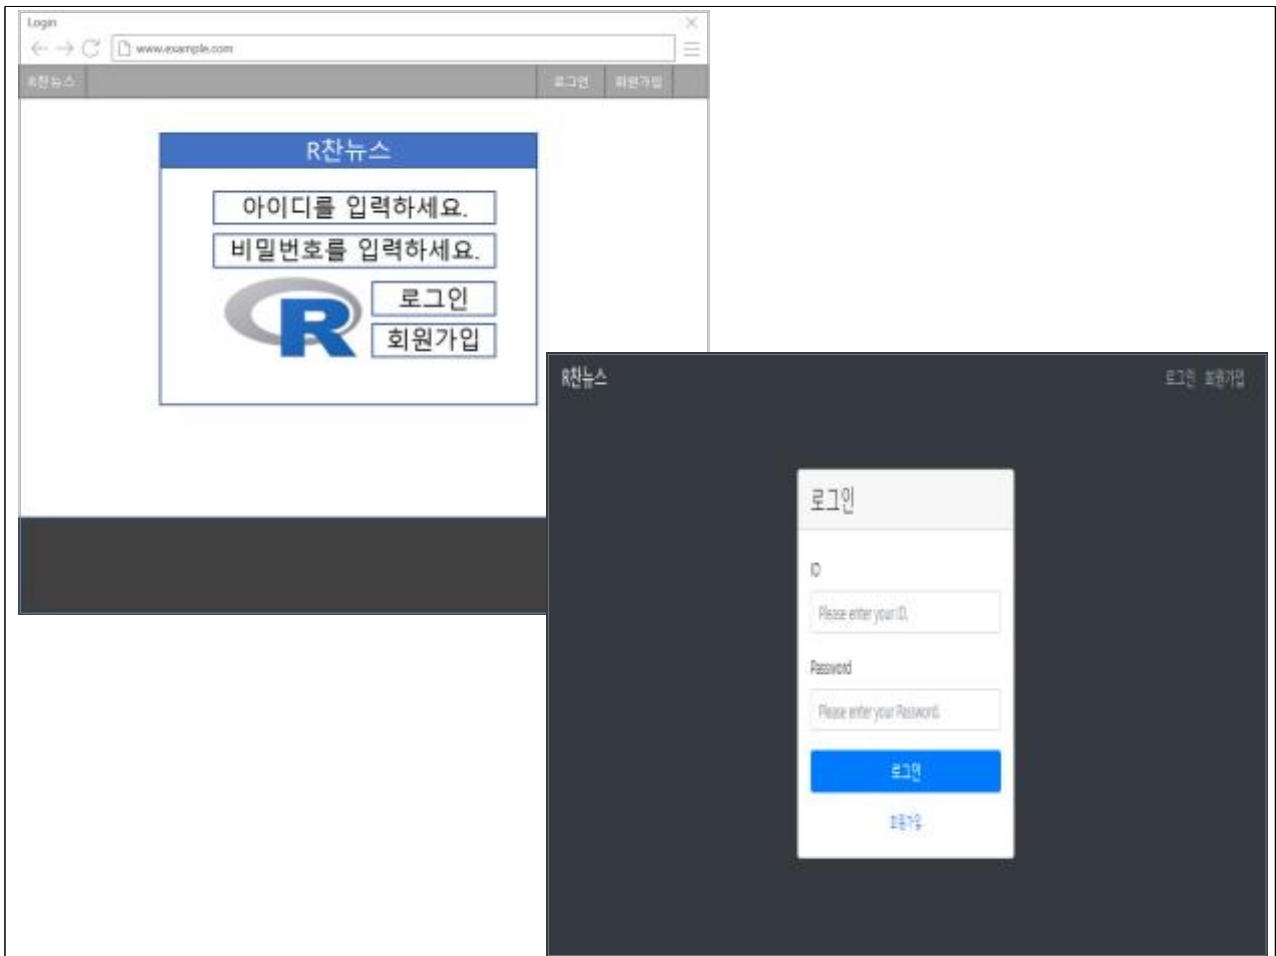 Login
www.example.com
R찬뉴스
로그인 회원가입
R찬뉴스
아이디를 입력하세요.
비밀번호를 입력하세요.
R
로그인
회원가입
R찬뉴스
로그인 회원가입
로그인
ID
Please enter your ID.
Password
Please enter your Password.
로그인
회원가입